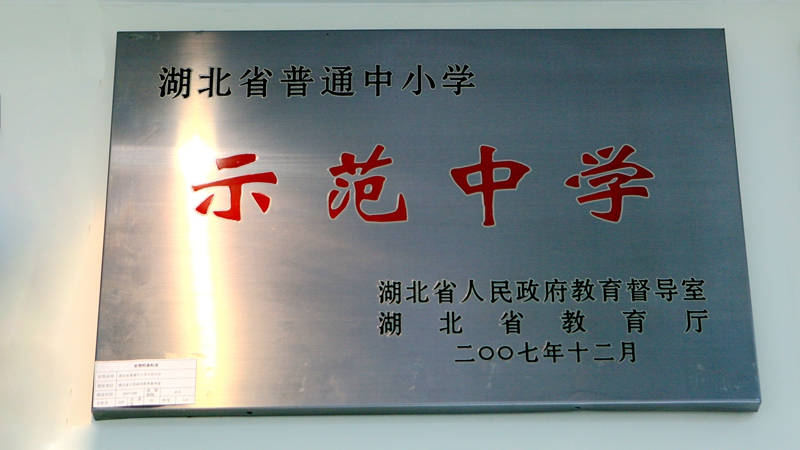 湖北省普通中小学
示范中学
湖北省人民政府教育督导室
湖北省教育厅
二〇〇七年十二月